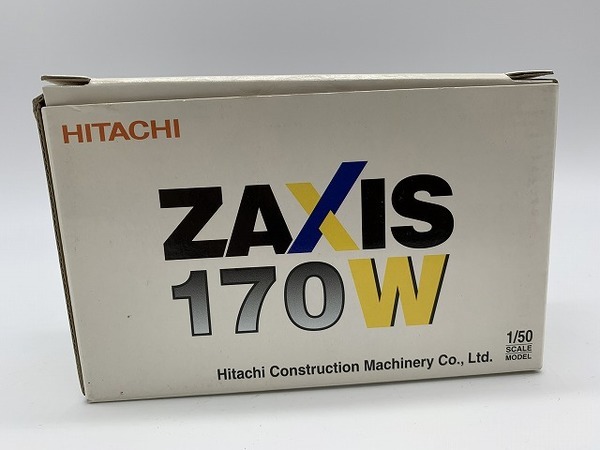 HITACHI
ZAXIS
170W
1/50
SCALE
MODEL
Hitachi Construction Machinery Co., Ltd.